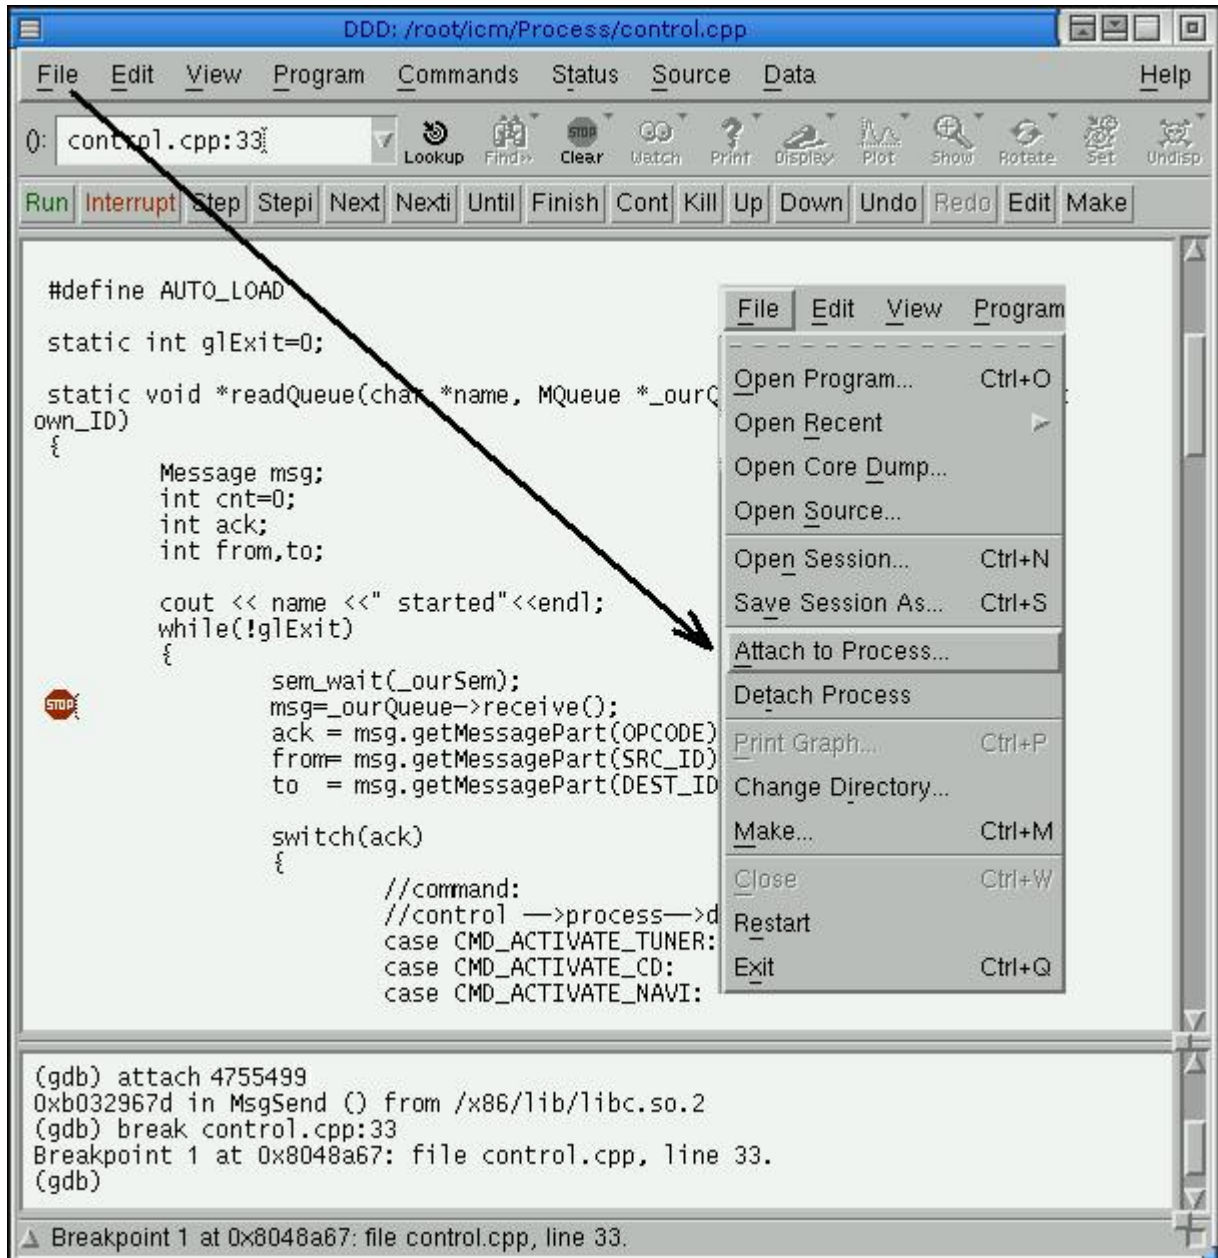 DDD: /root/icm/Process/control.cpp
File Edit View Program Commands Status Source Data Help
(): control.cpp:33
Lookup Find» Clear Watch Print Display Plot Show Rotate Set Undisp
STOP
Run Interrupt Step Stepi Next Nexti Until Finish Cont Kill Up Down Undo Redo Edit Make
#define AUTO_LOAD
static int glExit=0;
static void *readQueue(char *name, MQueue *_ourQ
own_ID)
{
Message msg;
int cnt=0;
int ack;
int from,to;
cout << name <<" started"<<endl;
while(!glExit)
{
sem_wait(_ourSem);
STOP msg=_ourQueue->receive();
ack = msg.getMessagePart(OPCODE)
from= msg.getMessagePart(SRC_ID)
to = msg.getMessagePart(DEST_ID
switch(ack)
{
//command:
//control —>process—>d
case CMD_ACTIVATE_TUNER:
case CMD_ACTIVATE_CD:
case CMD_ACTIVATE_NAVI:
File Edit View Program
Open Program... Ctrl+O
Open Recent
Open Core Dump...
Open Source...
Open Session... Ctrl+N
Save Session As... Ctrl+S
Attach to Process...
Detach Process
Print Graph... Ctrl+P
Change Directory...
Make... Ctrl+M
Close Ctrl+W
Restart
Exit Ctrl+Q
(gdb) attach 4755499
0xb032967d in MsgSend () from /x86/lib/libc.so.2
(gdb) break control.cpp:33
Breakpoint 1 at 0x8048a67: file control.cpp, line 33.
(gdb)
Breakpoint 1 at 0x8048a67: file control.cpp, line 33.